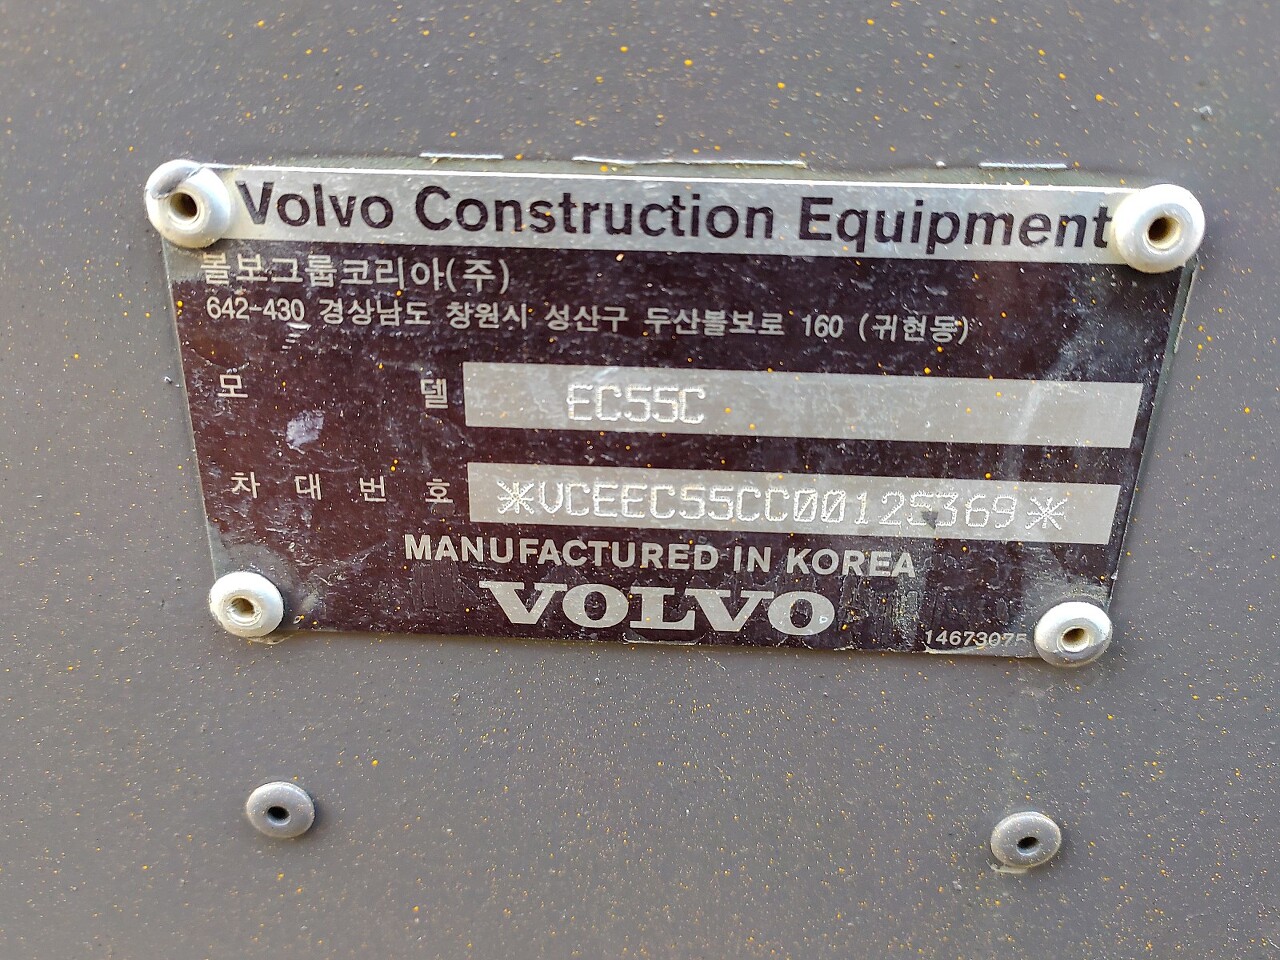 Volvo Construction Equipment
볼보그룹코리아(주)
642-430 경상남도 창원시 성산구 두산볼보로 160 (귀현동)
모 델 EC55C
차 대 번 호 *VCEEC55CC00125369*
MANUFACTURED IN KOREA
VOLVO
14673075